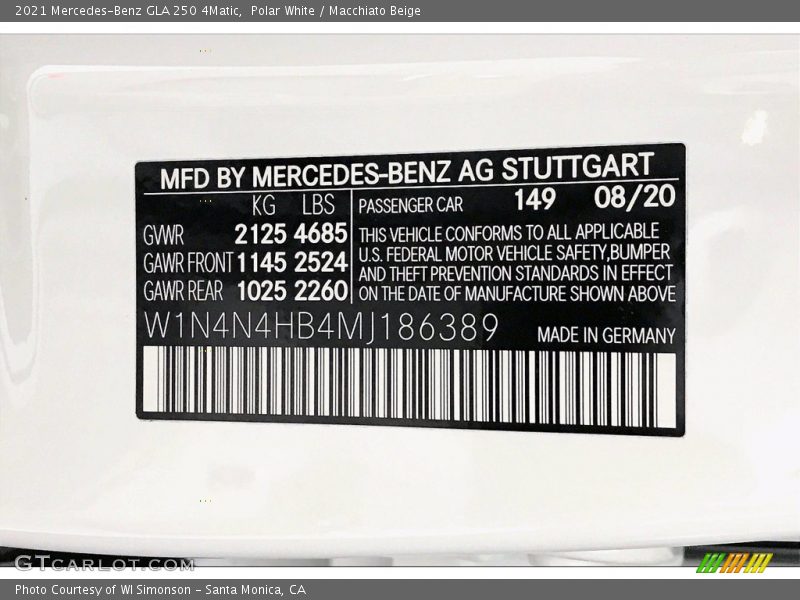 2021 Mercedes-Benz GLA 250 4Matic,  Polar White / Macchiato Beige
MFD BY MERCEDES-BENZ AG STUTTGART
KG LBS PASSENGER CAR 149 08/20
GVWR 2125 4685 THIS VEHICLE CONFORMS TO ALL APPLICABLE
GAWR FRONT 1145 2524 U.S. FEDERAL MOTOR VEHICLE SAFETY,BUMPER
AND THEFT PREVENTION STANDARDS IN EFFECT
GAWR REAR 1025 2260 ON THE DATE OF MANUFACTURE SHOWN ABOVE
W1N4N4HB4MJ186389 MADE IN GERMANY
GTCARLOT.COM
Photo Courtesy of WI Simonson - Santa Monica, CA